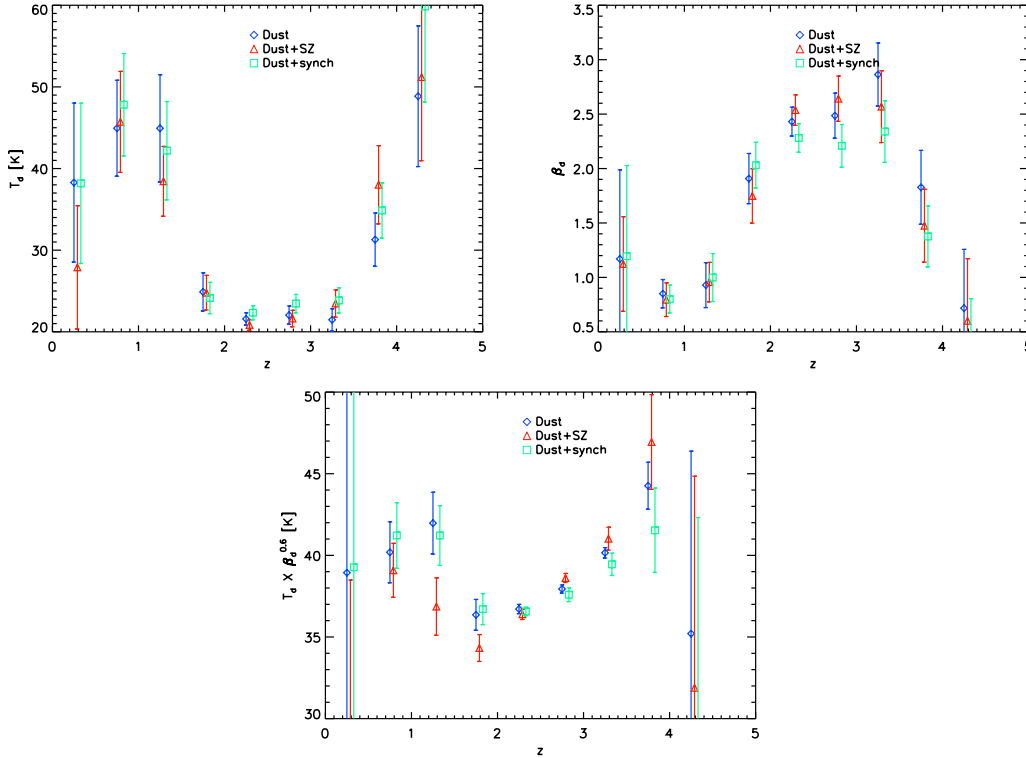 60
50
40
30
20
T_d [K]
Dust
Dust+SZ
Dust+synch
0 1 2 3 4 5
z
3.5
3.0
2.5
2.0
1.5
1.0
0.5
β_d
Dust
Dust+SZ
Dust+synch
0 1 2 3 4 5
z
50
45
40
35
30
T_d X β_d^0.6 [K]
Dust
Dust+SZ
Dust+synch
0 1 2 3 4 5
z